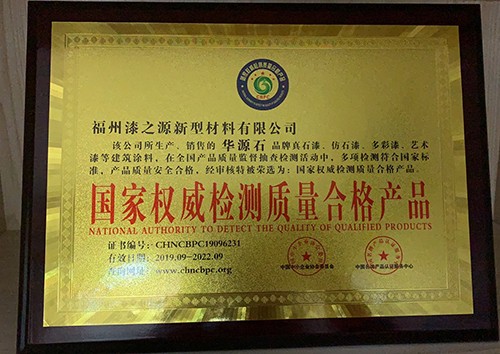 CNBPC
福州漆之源新型材料有限公司
该公司所生产、销售的 华源石 品牌真石漆、仿石漆、多彩漆、艺术
漆等建筑涂料，在全国产品质量监督抽查检测活动中，多项检测符合国家标
准，产品质量安全合格，经审核特被荣选为：国家权威检测质量合格产品。
国家权威检测质量合格产品
NATIONAL AUTHORITY TO DETECT THE QUALITY OF QUALIFIED PRODUCTS
证书编号：CHNCBPC19096231
有效日期：2019.09—2022.09
查询网址：www.chncbpc.org